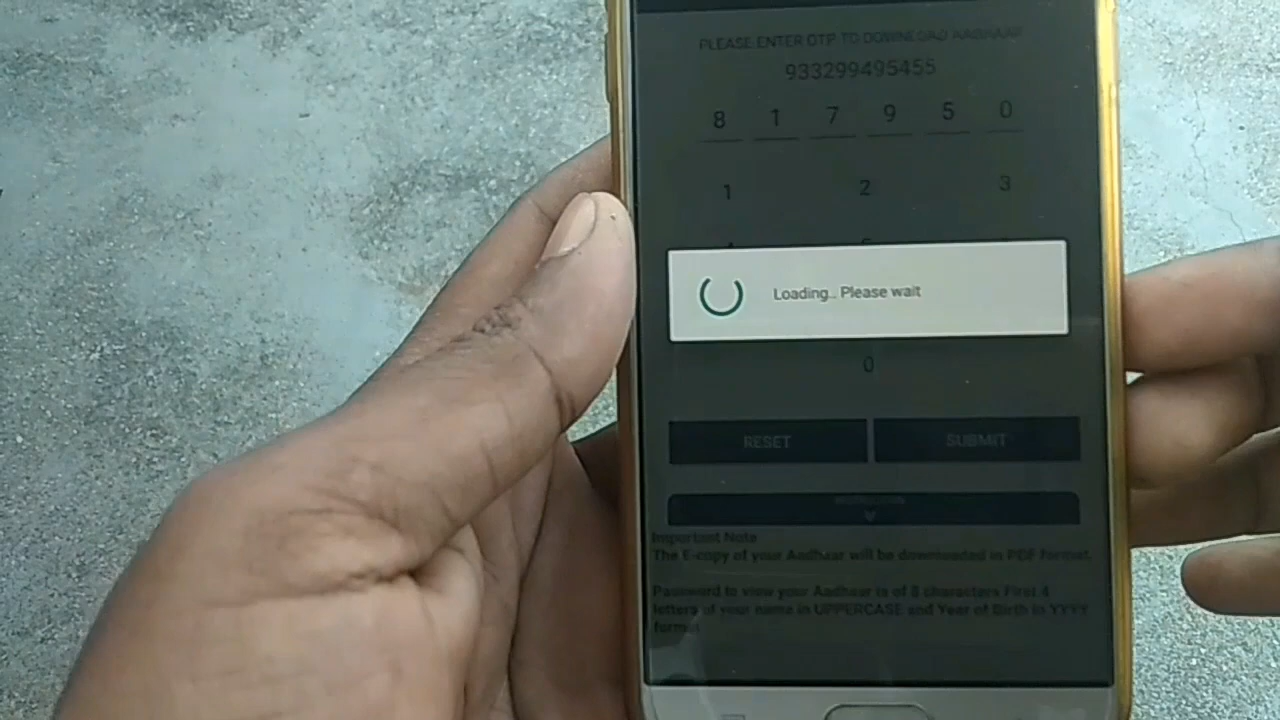 PLEASE ENTER OTP TO DOWNLOAD AADHAAR
933299495455
8 1 7 9 5 0
1 2 3
Loading.. Please wait
0
RESET SUBMIT
Important Note
The E-copy of your Aadhaar will be downloaded in PDF format.
Password to view your Aadhaar is of 8 characters First 4
letters of your name in UPPERCASE and Year of Birth in YYYY
format